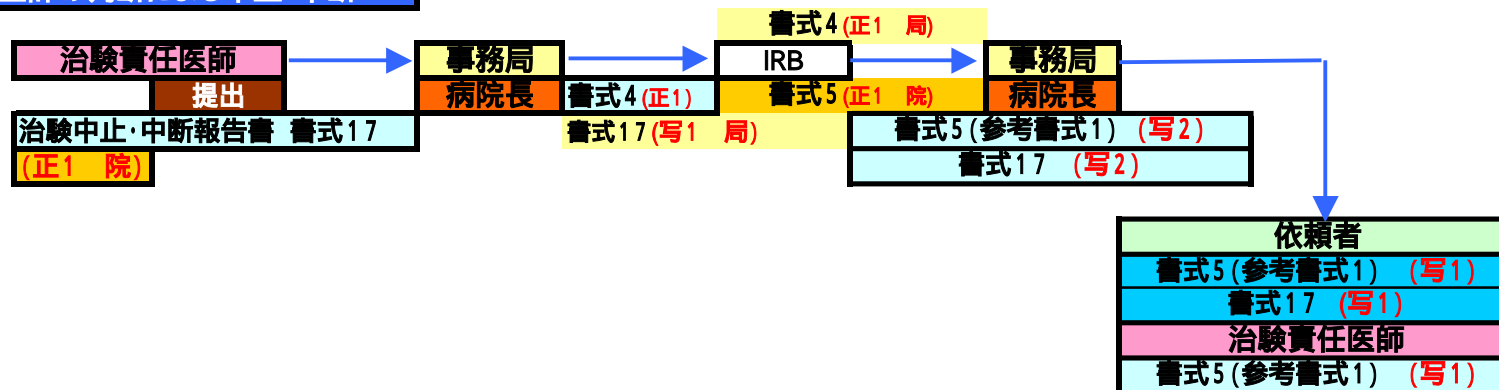 書式4(正1 局)
治験責任医師
事務局
IRB
事務局
提出
病院長
書式4(正1)
書式5(正1 院)
病院長
治験中止・中断報告書 書式17
書式17(写1 局)
書式5(参考書式1) (写2)
(正1 院)
書式17 (写2)
依頼者
書式5(参考書式1) (写1)
書式17 (写1)
治験責任医師
書式5(参考書式1) (写1)